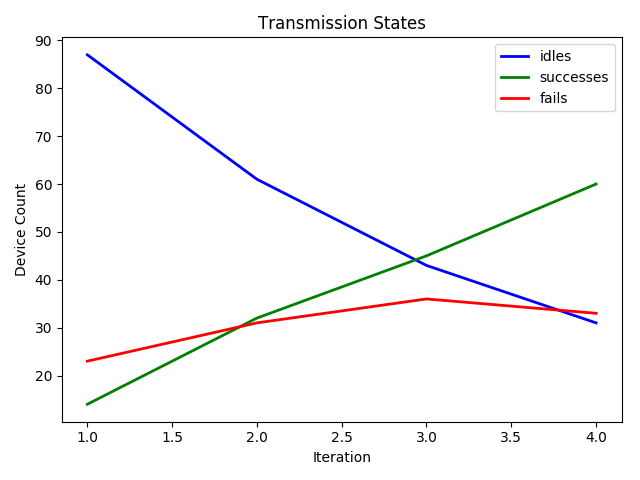 Transmission States
idles
successes
fails
Device Count
90
80
70
60
50
40
30
20
1.0 1.5 2.0 2.5 3.0 3.5 4.0
Iteration